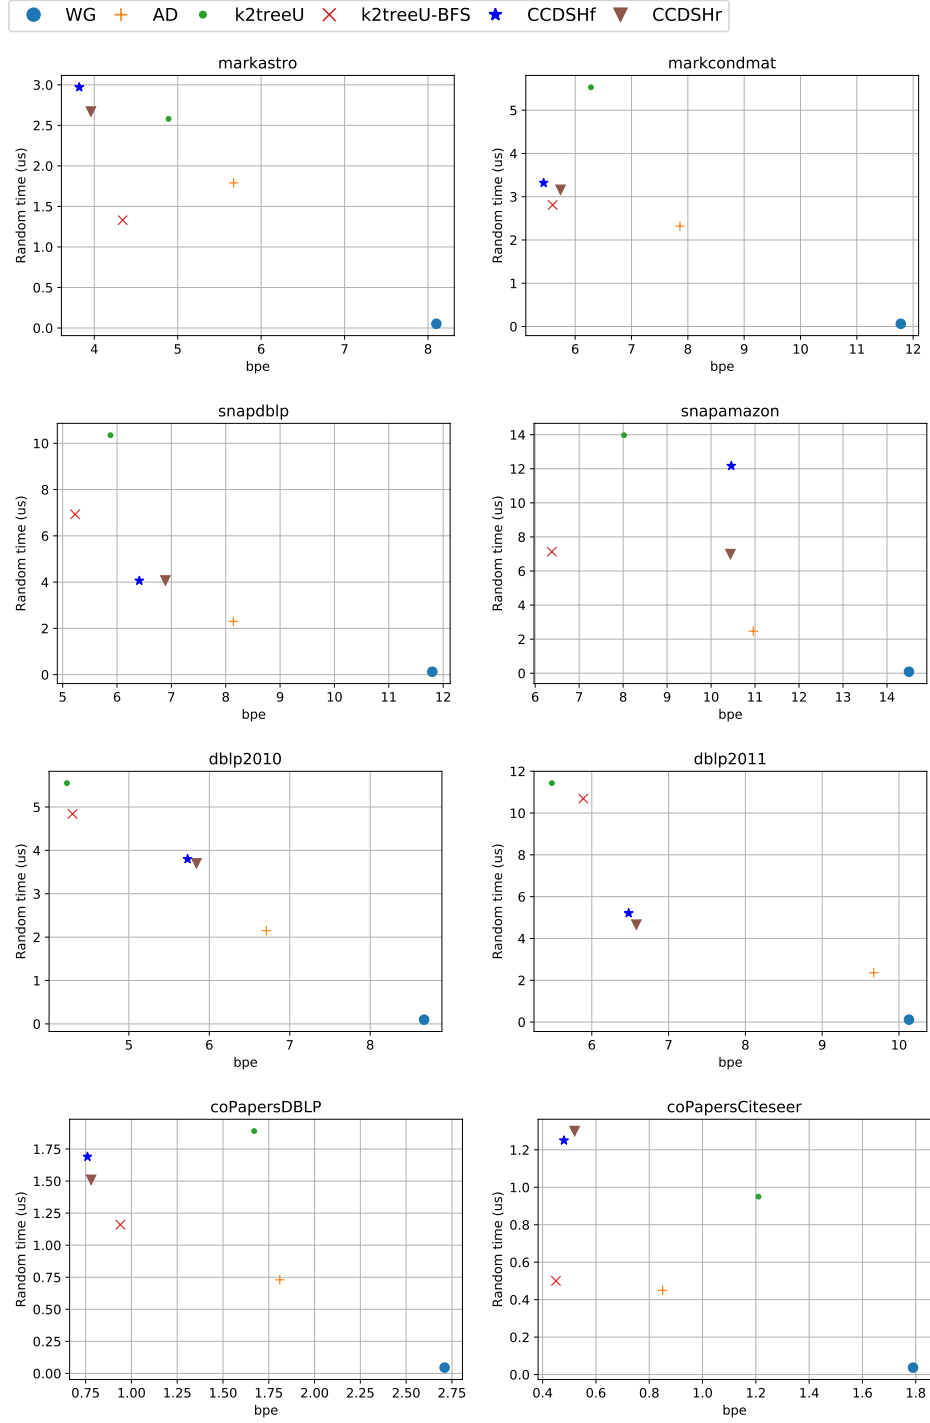 WG AD k2treeU k2treeU-BFS CCDSHf CCDSHr
markastro
3.0
2.5
2.0
1.5
1.0
0.5
0.0
Random time (us)
4 5 6 7 8
bpe
markcondmat
5
4
3
2
1
0
Random time (us)
6 7 8 9 10 11 12
bpe
snapdblp
10
8
6
4
2
0
Random time (us)
5 6 7 8 9 10 11 12
bpe
snapamazon
14
12
10
8
6
4
2
0
Random time (us)
6 7 8 9 10 11 12 13 14
bpe
dblp2010
5
4
3
2
1
0
Random time (us)
5 6 7 8
bpe
dblp2011
12
10
8
6
4
2
0
Random time (us)
6 7 8 9 10
bpe
coPapersDBLP
1.75
1.50
1.25
1.00
0.75
0.50
0.25
0.00
Random time (us)
0.75 1.00 1.25 1.50 1.75 2.00 2.25 2.50 2.75
bpe
coPapersCiteseer
1.2
1.0
0.8
0.6
0.4
0.2
0.0
Random time (us)
0.4 0.6 0.8 1.0 1.2 1.4 1.6 1.8
bpe